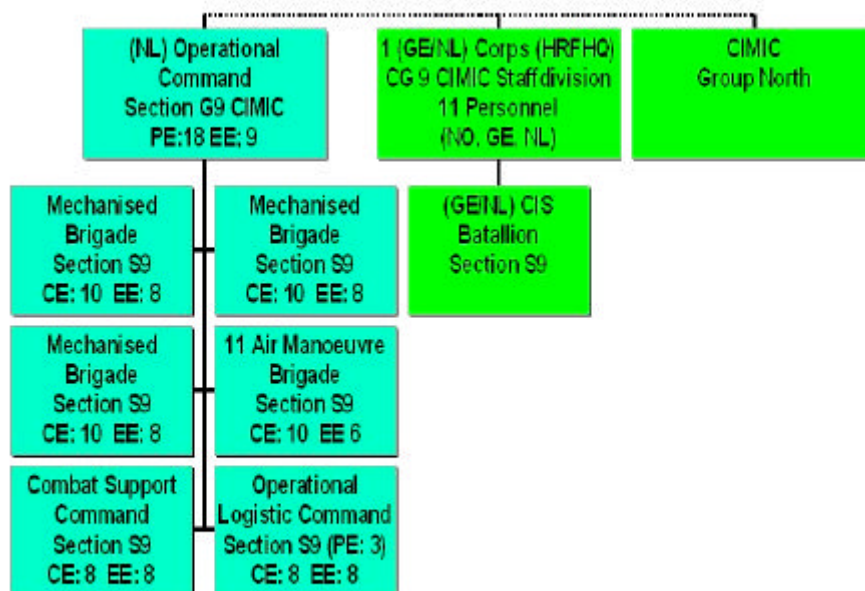 (NL) Operational
Command
Section G9 CIMIC
PE:18 EE: 9
1 (GE/NL) Corps (HRFHQ)
CG 9 CIMIC Staffdivision
11 Personnel
(NO, GE, NL)
CIMIC
Group North
Mechanised
Brigade
Section S9
CE: 10 EE: 8
Mechanised
Brigade
Section S9
CE: 10 EE: 8
(GE/NL) CIS
Batallion
Section S9
Mechanised
Brigade
Section S9
CE: 10 EE: 8
11 Air Manoeuvre
Brigade
Section S9
CE: 10 EE 6
Combat Support
Command
Section S9
CE: 8 EE: 8
Operational
Logistic Command
Section S9 (PE: 3)
CE: 8 EE: 8